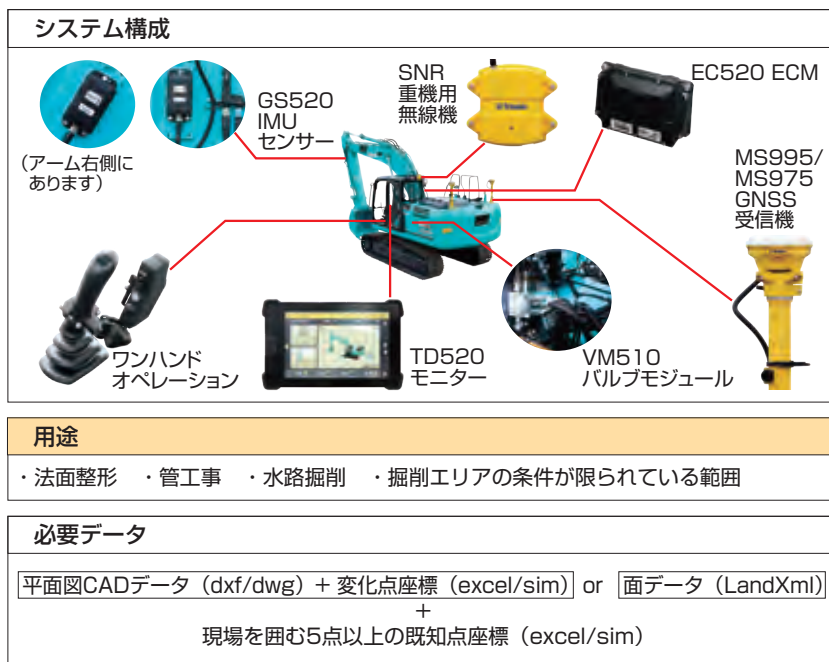 システム構成
GS520
IMU
センサー
（アーム右側に
あります）
SNR
重機用
無線機
EC520 ECM
MS995/
MS975
GNSS
受信機
ワンハンド
オペレーション
TD520
モニター
VM510
バルブモジュール
用途
・法面整形　・管工事　・水路掘削　・掘削エリアの条件が限られている範囲
必要データ
平面図CADデータ（dxf/dwg）+ 変化点座標（excel/sim） or 面データ（LandXml）
+
現場を囲む5点以上の既知点座標（excel/sim）